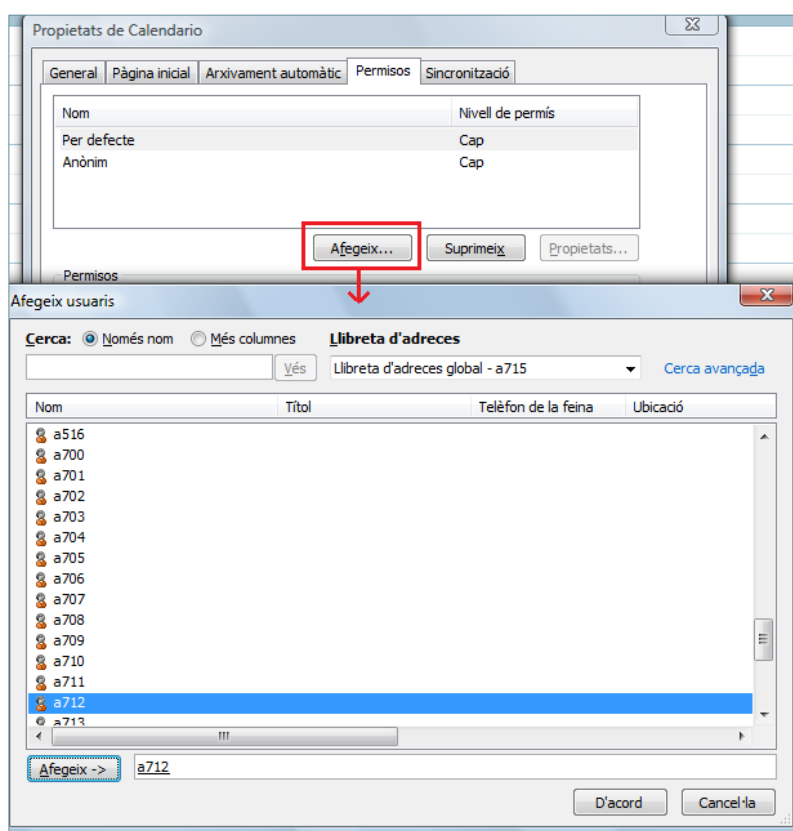 Propietats de Calendario
General Pàgina inicial Arxivament automàtic Permisos Sincronització
Nom Nivell de permís
Per defecte Cap
Anònim Cap
Afegeix... Suprimeix Propietats...
Permisos
Afegeix usuaris
Cerca: Només nom Més columnes Llibreta d'adreces
Vés Llibreta d'adreces global - a715 Cerca avançada
Nom Títol Telèfon de la feina Ubicació
a516
a700
a701
a702
a703
a704
a705
a706
a707
a708
a709
a710
a711
a712
a713
Afegeix -> a712
D'acord Cancel·la